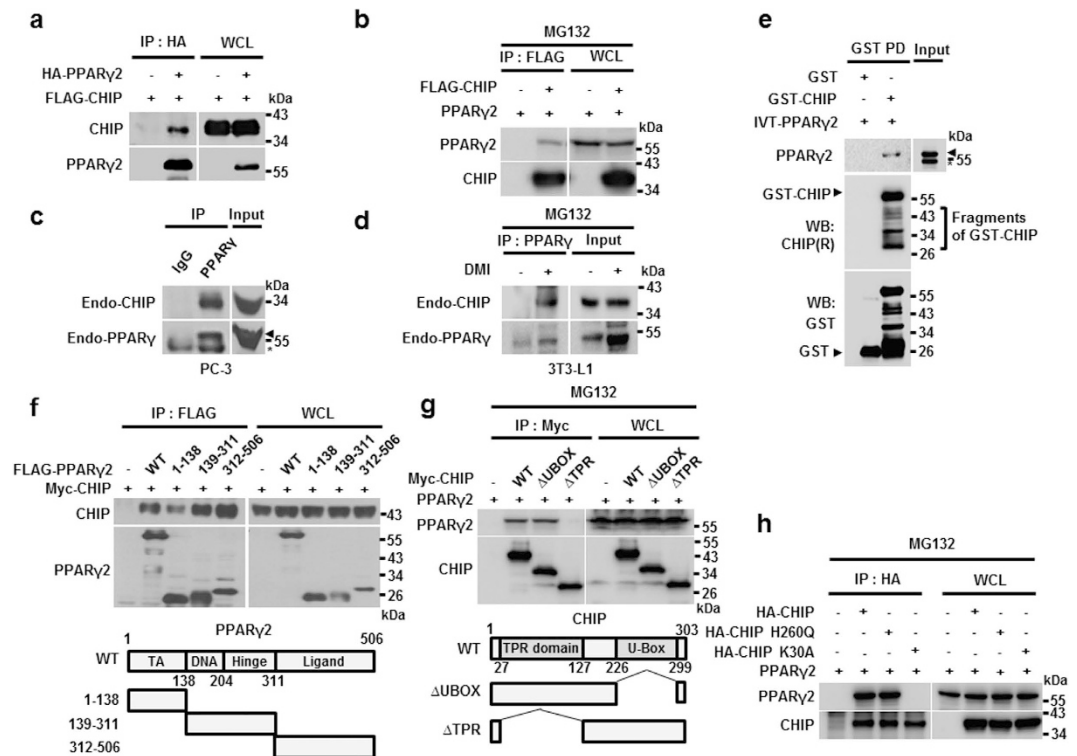 a
IP : HA WCL
HA-PPARγ2 - + - +
FLAG-CHIP + + + + kDa
CHIP 43
34
PPARγ2 55
b
MG132
IP : FLAG WCL
FLAG-CHIP - + - +
PPARγ2 + + + + kDa
PPARγ2 55
43
CHIP 34
c
IP Input
IgG PPARγ kDa
Endo-CHIP 34
Endo-PPARγ 55
*
PC-3
d
MG132
IP : PPARγ Input
DMI - + - + kDa
43
Endo-CHIP 34
Endo-PPARγ 55
3T3-L1
e
GST PD Input
GST + -
GST-CHIP - +
IVT-PPARγ2 + + kDa
PPARγ2 *55
GST-CHIP 55
WB: CHIP(R) 43 34 26 Fragments of GST-CHIP
WB: GST 55 43 34
GST 26
f
IP : FLAG WCL
FLAG-PPARγ2 - WT 1-138 139-311 312-506 - WT 1-138 139-311 312-506
Myc-CHIP + + + + + + + + + +
CHIP 43
PPARγ2 55
43
34
26
kDa
PPARγ2
1 506
WT TA DNA Hinge Ligand
138 204 311
1-138
139-311
312-506
g
MG132
IP : Myc WCL
Myc-CHIP - WT ΔUBOX ΔTPR - WT ΔUBOX ΔTPR
PPARγ2 + + + + + + + +
PPARγ2 55
CHIP 43
34
26
kDa
CHIP
1 303
WT TPR domain U-Box
27 127 226 299
ΔUBOX
ΔTPR
h
MG132
IP : HA WCL
HA-CHIP - + - - - + - -
HA-CHIP H260Q - - + - - - + -
HA-CHIP K30A - - - + - - - +
PPARγ2 + + + + + + + + kDa
PPARγ2 55
43
CHIP 34